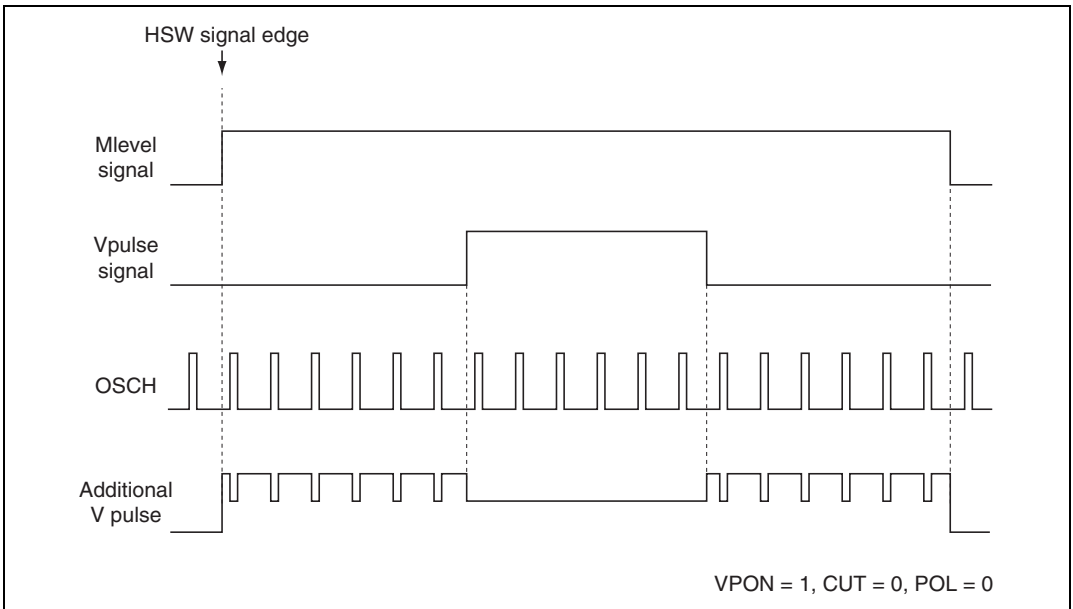 HSW signal edge
Mlevel
signal
Vpulse
signal
OSCH
Additional
V pulse
VPON = 1, CUT = 0, POL = 0